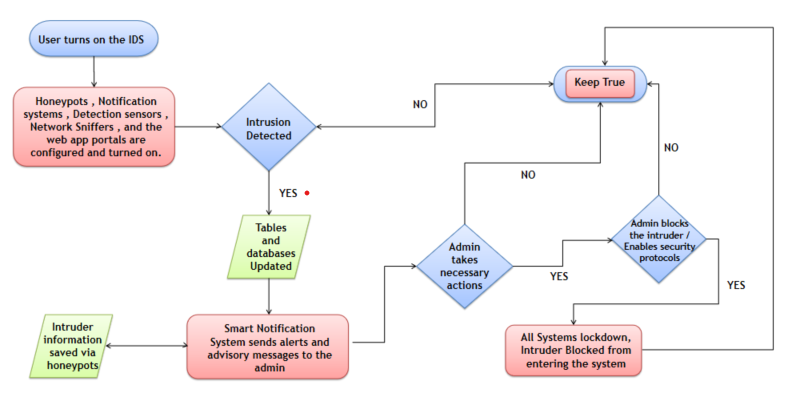 User turns on the IDS
Honeypots , Notification
systems , Detection sensors ,
Network Sniffers , and the
web app portals are
configured and turned on.
Intrusion
Detected
NO
Keep True
YES
Tables
and
databases
Updated
Smart Notification
System sends alerts and
advisory messages to the
admin
Intruder
information
saved via
honeypots
Admin
takes
necessary
actions
NO
YES
Admin blocks
the intruder /
Enables security
protocols
NO
YES
All Systems lockdown,
Intruder Blocked from
entering the system